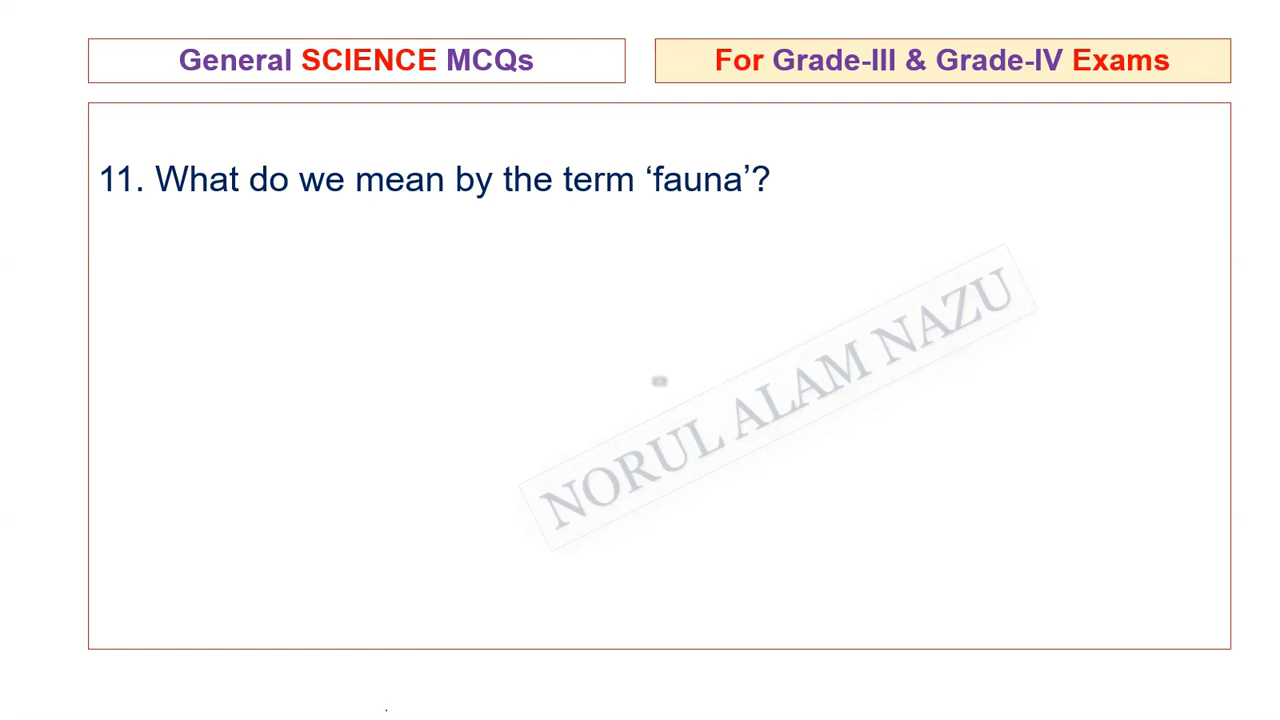 General SCIENCE MCQs
For Grade-III & Grade-IV Exams
11. What do we mean by the term ‘fauna’?
NORUL ALAM NAZU